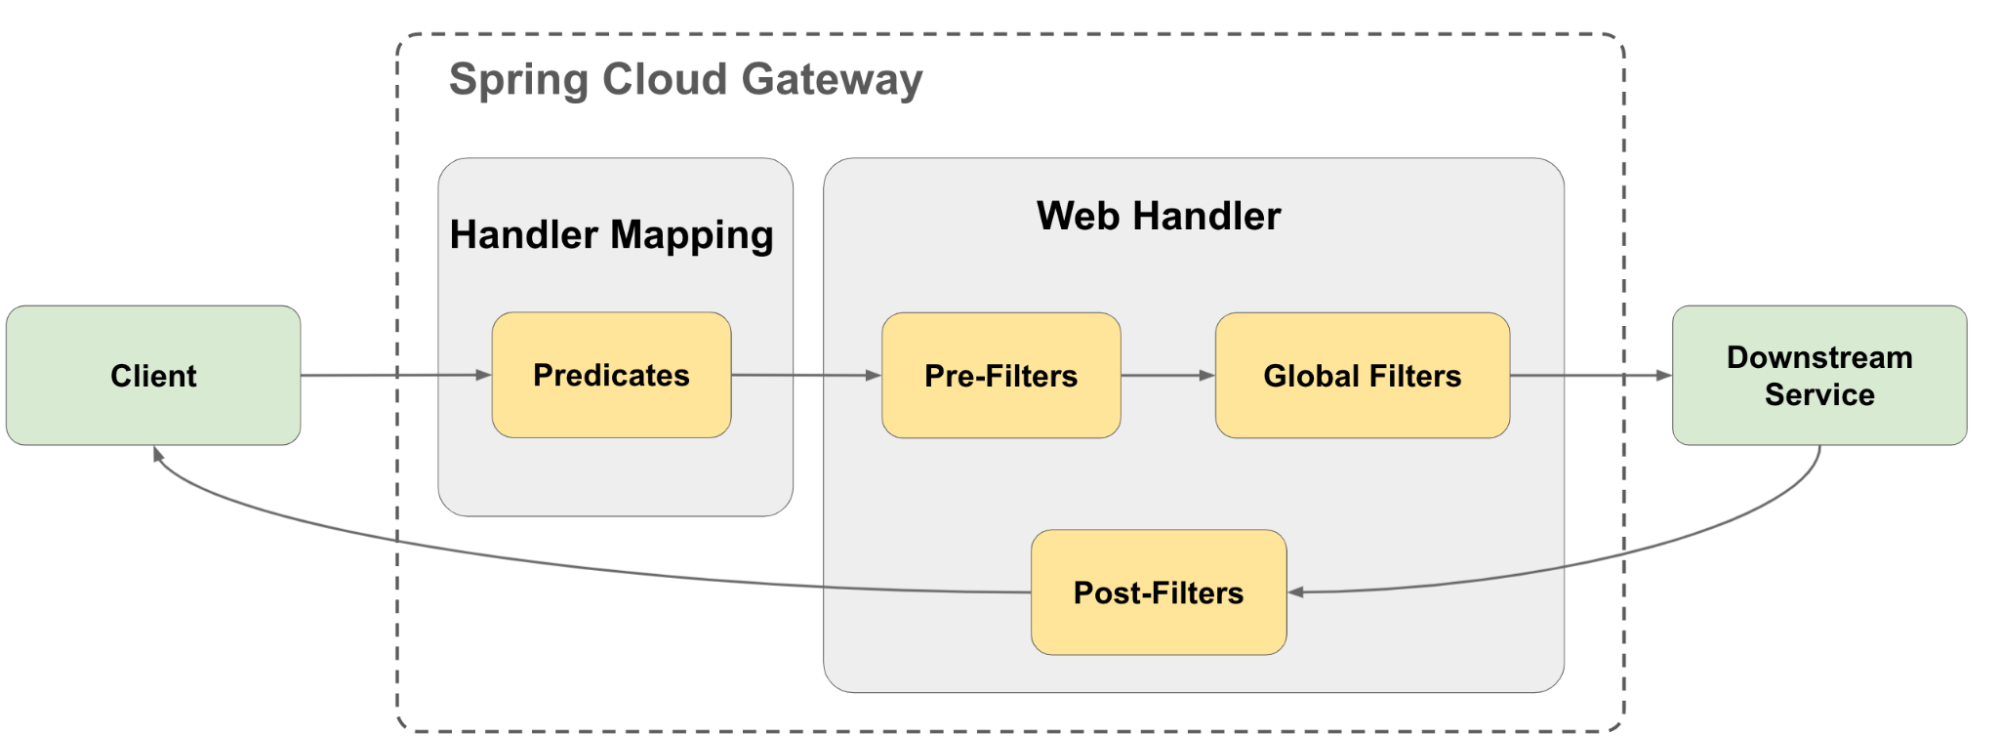 Spring Cloud Gateway
Handler Mapping
Web Handler
Client
Predicates
Pre-Filters
Global Filters
Downstream
Service
Post-Filters